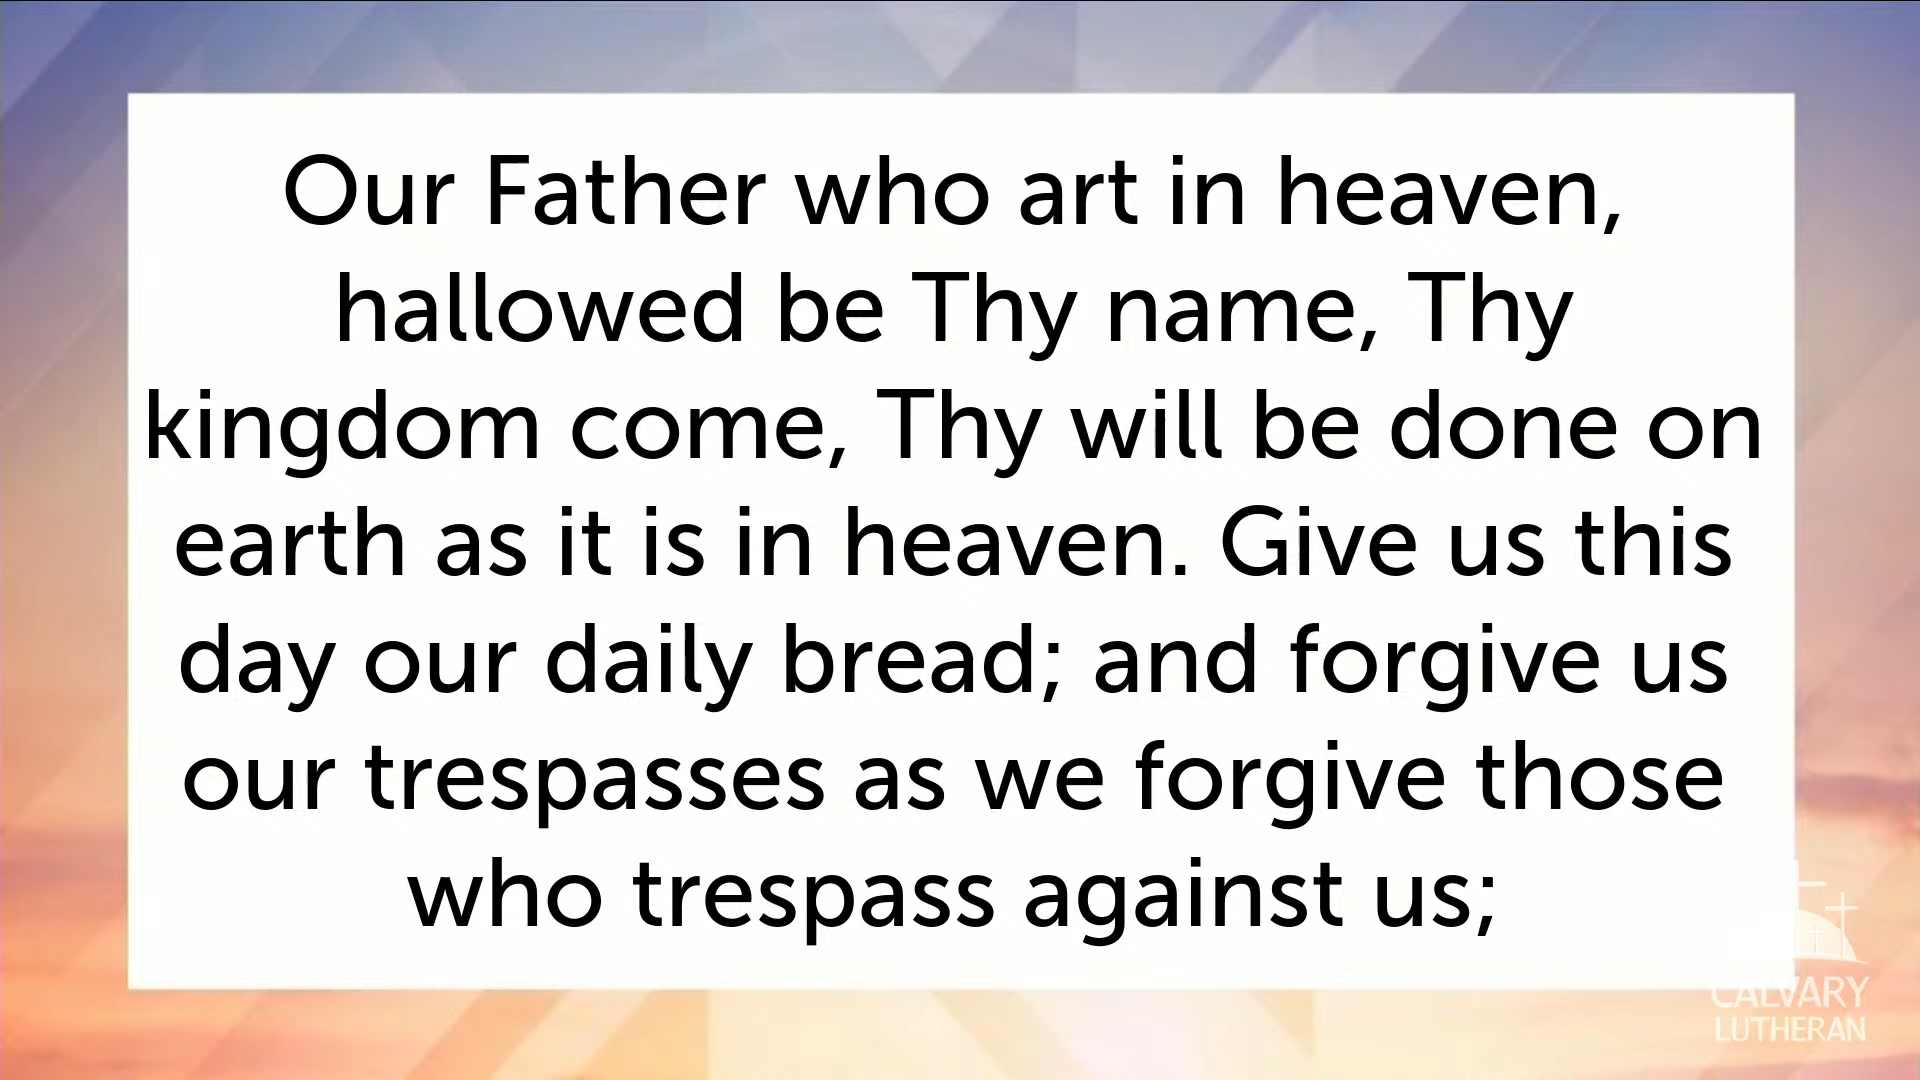 Our Father who art in heaven,
hallowed be Thy name, Thy
kingdom come, Thy will be done on
earth as it is in heaven. Give us this
day our daily bread; and forgive us
our trespasses as we forgive those
who trespass against us;
CALVARY
LUTHERAN